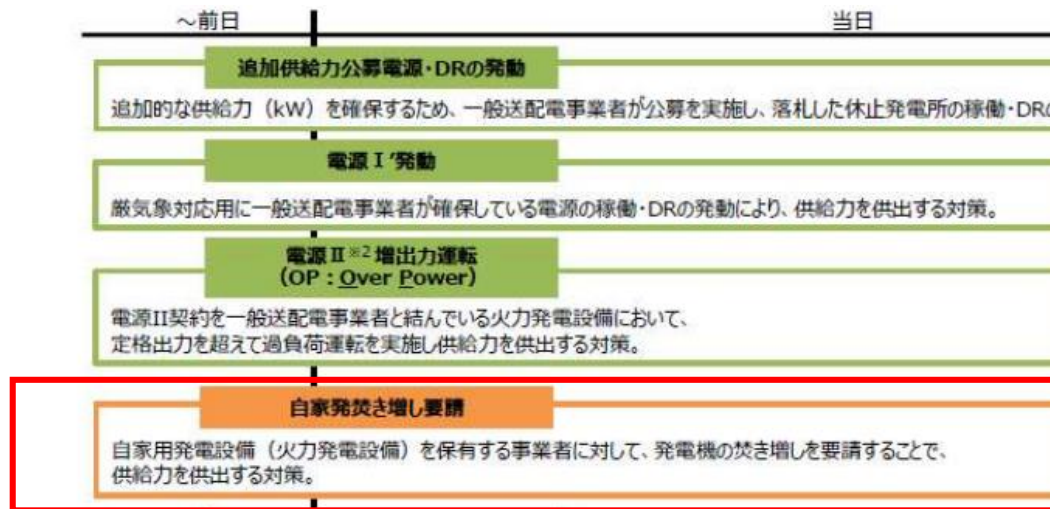 ～前日
当日
追加供給力公募電源・DRの発動
追加的な供給力（kW）を確保するため、一般送配電事業者が公募を実施し、落札した休止発電所の稼働・DRの
電源Ⅰ′発動
厳気象対応用に一般送配電事業者が確保している電源の稼働・DRの発動により、供給力を供出する対策。
電源Ⅱ※2増出力運転
（OP：Over Power）
電源II契約を一般送配電事業者と結んでいる火力発電設備において、
定格出力を超えて過負荷運転を実施し供給力を供出する対策。
自家発焚き増し要請
自家用発電設備（火力発電設備）を保有する事業者に対して、発電機の焚き増しを要請することで、
供給力を供出する対策。